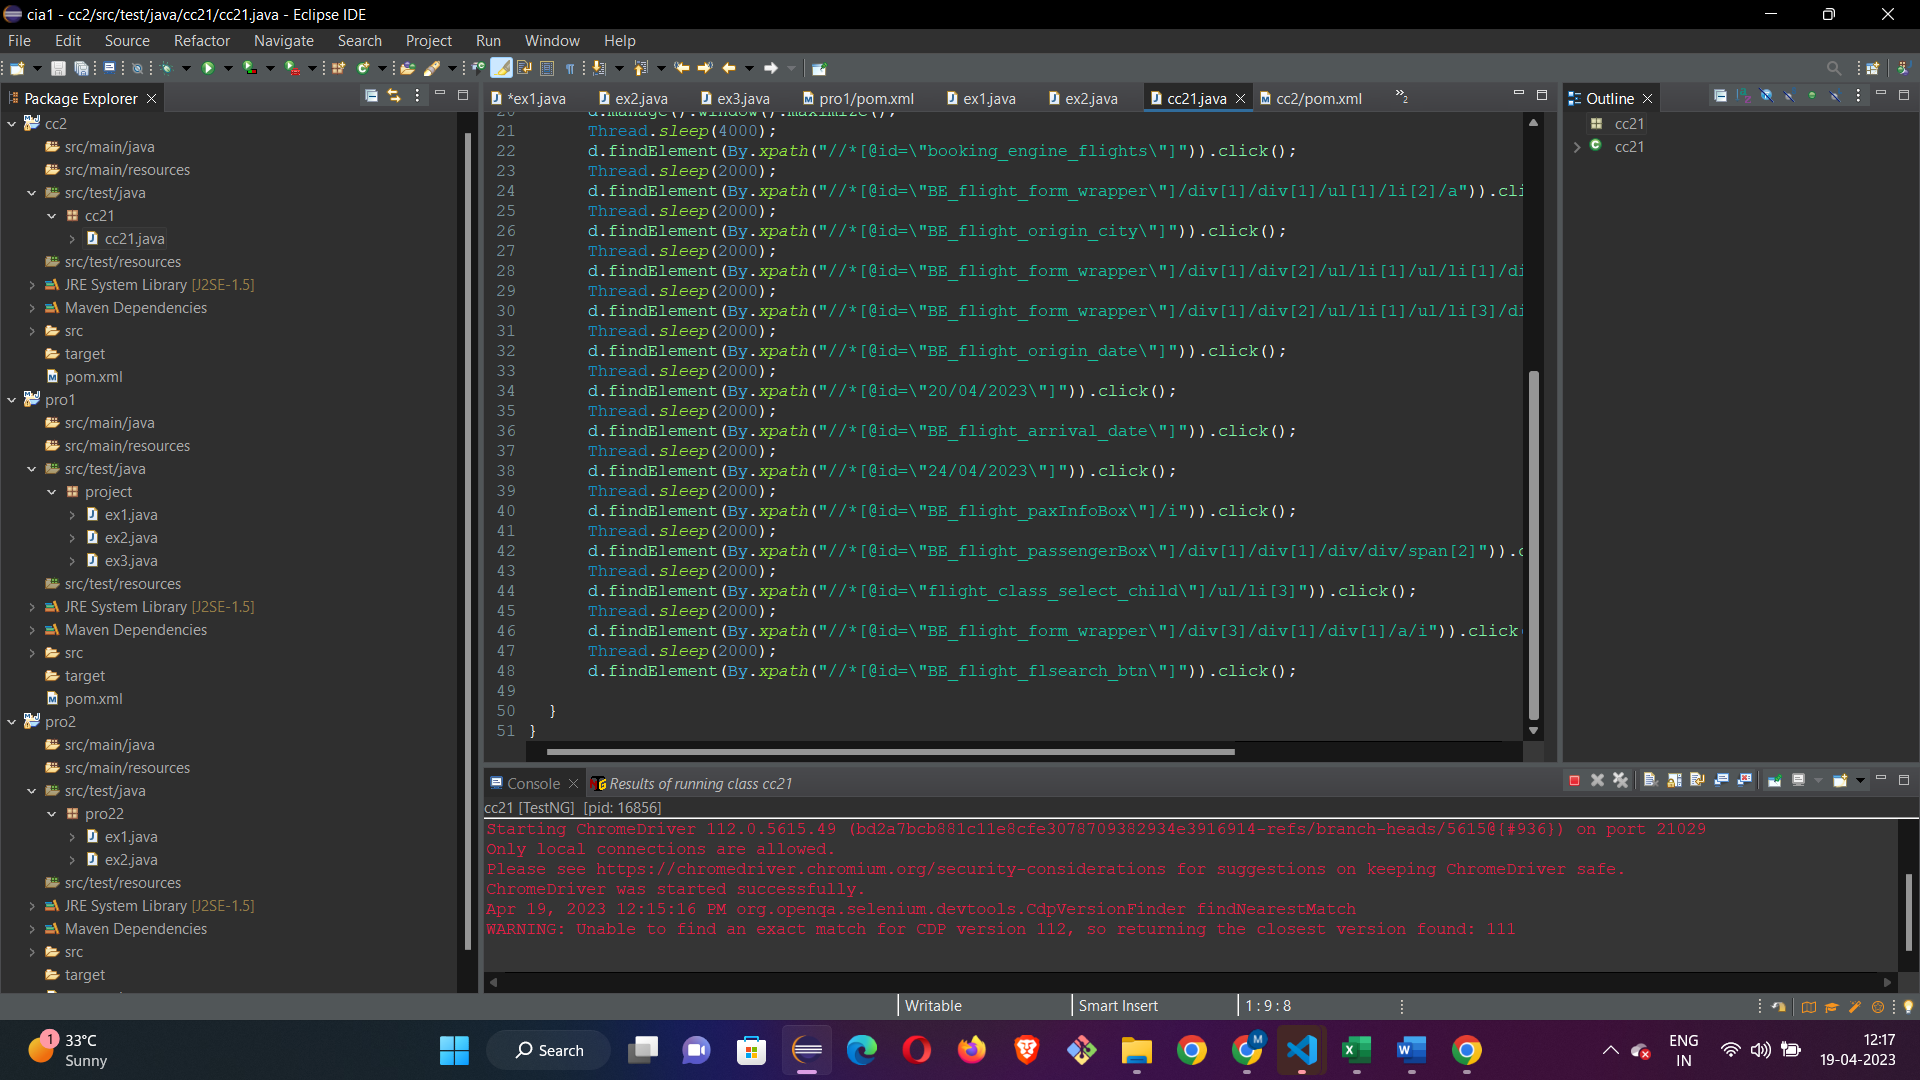 cia1 - cc2/src/test/java/cc21/cc21.java - Eclipse IDE
File Edit Source Refactor Navigate Search Project Run Window Help
Package Explorer
cc2
src/main/java
src/main/resources
src/test/java
cc21
cc21.java
src/test/resources
JRE System Library [J2SE-1.5]
Maven Dependencies
src
target
pom.xml
pro1
src/main/java
src/main/resources
src/test/java
project
ex1.java
ex2.java
ex3.java
src/test/resources
JRE System Library [J2SE-1.5]
Maven Dependencies
src
target
pom.xml
pro2
src/main/java
src/main/resources
src/test/java
pro22
ex1.java
ex2.java
src/test/resources
JRE System Library [J2SE-1.5]
Maven Dependencies
src
target
*ex1.java ex2.java ex3.java pro1/pom.xml ex1.java ex2.java cc21.java cc2/pom.xml »2
20 d.manage().window().maximize();
21 Thread.sleep(4000);
22 d.findElement(By.xpath("//*[@id=\"booking_engine_flights\"]")).click();
23 Thread.sleep(2000);
24 d.findElement(By.xpath("//*[@id=\"BE_flight_form_wrapper\"]/div[1]/div[1]/ul[1]/li[2]/a")).cli
25 Thread.sleep(2000);
26 d.findElement(By.xpath("//*[@id=\"BE_flight_origin_city\"]")).click();
27 Thread.sleep(2000);
28 d.findElement(By.xpath("//*[@id=\"BE_flight_form_wrapper\"]/div[1]/div[2]/ul/li[1]/ul/li[1]/di
29 Thread.sleep(2000);
30 d.findElement(By.xpath("//*[@id=\"BE_flight_form_wrapper\"]/div[1]/div[2]/ul/li[1]/ul/li[3]/di
31 Thread.sleep(2000);
32 d.findElement(By.xpath("//*[@id=\"BE_flight_origin_date\"]")).click();
33 Thread.sleep(2000);
34 d.findElement(By.xpath("//*[@id=\"20/04/2023\"]")).click();
35 Thread.sleep(2000);
36 d.findElement(By.xpath("//*[@id=\"BE_flight_arrival_date\"]")).click();
37 Thread.sleep(2000);
38 d.findElement(By.xpath("//*[@id=\"24/04/2023\"]")).click();
39 Thread.sleep(2000);
40 d.findElement(By.xpath("//*[@id=\"BE_flight_paxInfoBox\"]/i")).click();
41 Thread.sleep(2000);
42 d.findElement(By.xpath("//*[@id=\"BE_flight_passengerBox\"]/div[1]/div[1]/div/div/span[2]")).c
43 Thread.sleep(2000);
44 d.findElement(By.xpath("//*[@id=\"flight_class_select_child\"]/ul/li[3]")).click();
45 Thread.sleep(2000);
46 d.findElement(By.xpath("//*[@id=\"BE_flight_form_wrapper\"]/div[3]/div[1]/div[1]/a/i")).click(
47 Thread.sleep(2000);
48 d.findElement(By.xpath("//*[@id=\"BE_flight_flsearch_btn\"]")).click();
49
50 }
51 }
Outline
cc21
cc21
Console Results of running class cc21
cc21 [TestNG] [pid: 16856]
Starting ChromeDriver 112.0.5615.49 (bd2a7bcb881c11e8cfe3078709382934e3916914-refs/branch-heads/5615@{#936}) on port 21029
Only local connections are allowed.
Please see https://chromedriver.chromium.org/security-considerations for suggestions on keeping ChromeDriver safe.
ChromeDriver was started successfully.
Apr 19, 2023 12:15:16 PM org.openqa.selenium.devtools.CdpVersionFinder findNearestMatch
WARNING: Unable to find an exact match for CDP version 112, so returning the closest version found: 111
Writable Smart Insert 1 : 9 : 8
1
33°C
Sunny
Search
M
ENG
IN
12:17
19-04-2023